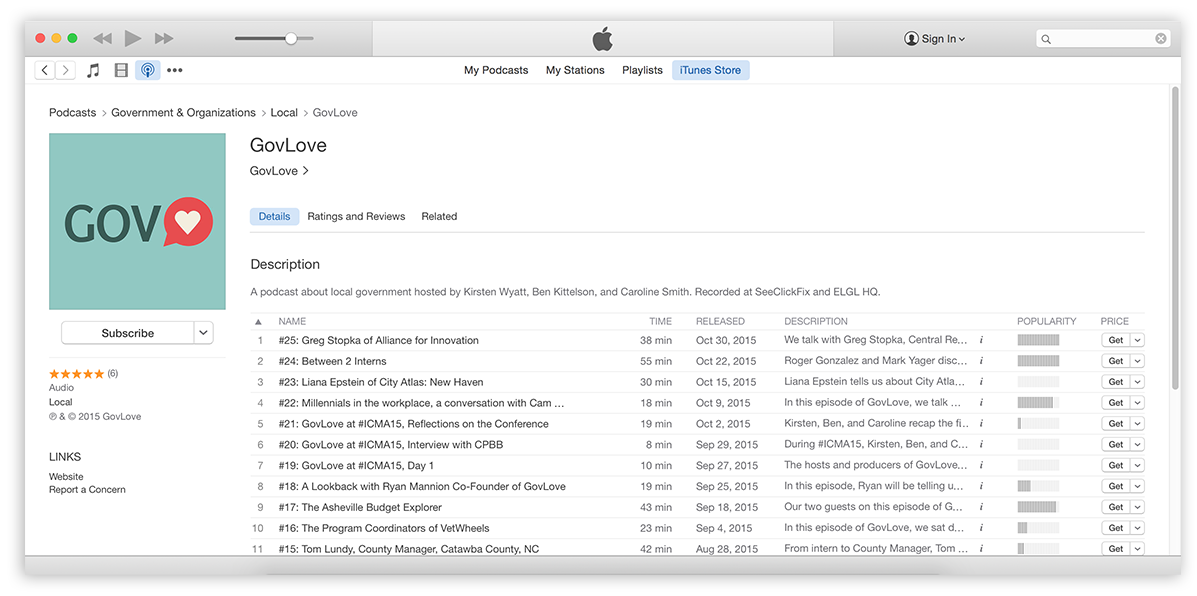 Sign In
My Podcasts My Stations Playlists iTunes Store
Podcasts > Government & Organizations > Local > GovLove
GOV
Subscribe
(6)
Audio
Local
℗ & © 2015 GovLove
LINKS
Website
Report a Concern
GovLove
GovLove >
Details Ratings and Reviews Related
Description
A podcast about local government hosted by Kirsten Wyatt, Ben Kittelson, and Caroline Smith. Recorded at SeeClickFix and ELGL HQ.
▲ NAME TIME RELEASED DESCRIPTION POPULARITY PRICE
1 #25: Greg Stopka of Alliance for Innovation 38 min Oct 30, 2015 We talk with Greg Stopka, Central Re... i Get
2 #24: Between 2 Interns 55 min Oct 22, 2015 Roger Gonzalez and Mark Yager disc... i Get
3 #23: Liana Epstein of City Atlas: New Haven 30 min Oct 15, 2015 Liana Epstein tells us about City Atla... i Get
4 #22: Millennials in the workplace, a conversation with Cam ... 18 min Oct 9, 2015 In this episode of GovLove, we talk ... i Get
5 #21: GovLove at #ICMA15, Reflections on the Conference 19 min Oct 2, 2015 Kirsten, Ben, and Caroline recap the fi... i Get
6 #20: GovLove at #ICMA15, Interview with CPBB 8 min Sep 29, 2015 During #ICMA15, Kirsten, Ben, and C... i Get
7 #19: GovLove at #ICMA15, Day 1 10 min Sep 27, 2015 The hosts and producers of GovLove... i Get
8 #18: A Lookback with Ryan Mannion Co-Founder of GovLove 19 min Sep 25, 2015 In this episode, Ryan will be telling u... i Get
9 #17: The Asheville Budget Explorer 43 min Sep 18, 2015 Our two guests on this episode of G... i Get
10 #16: The Program Coordinators of VetWheels 23 min Sep 4, 2015 In this episode of GovLove, we sat d... i Get
11 #15: Tom Lundy, County Manager, Catawba County, NC 42 min Aug 28, 2015 From intern to County Manager, Tom ... i Get